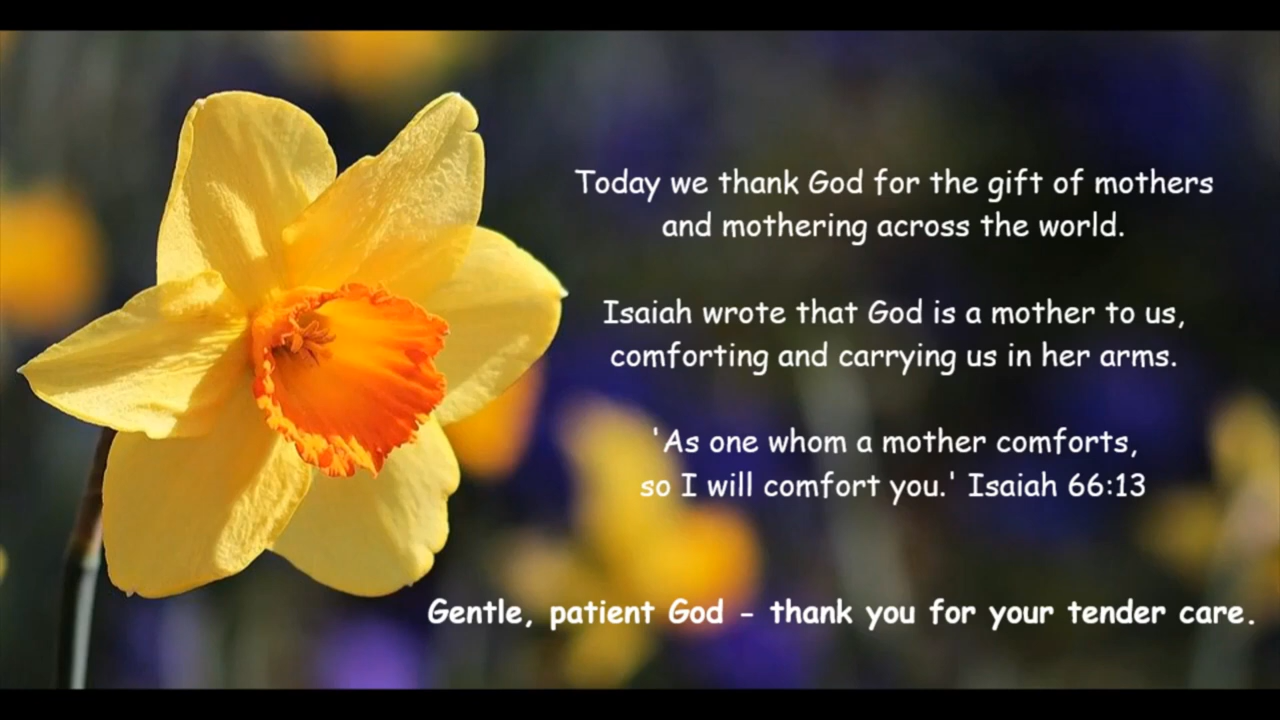 Today we thank God for the gift of mothers
and mothering across the world.
Isaiah wrote that God is a mother to us,
comforting and carrying us in her arms.
'As one whom a mother comforts,
so I will comfort you.' Isaiah 66:13
Gentle, patient God - thank you for your tender care.